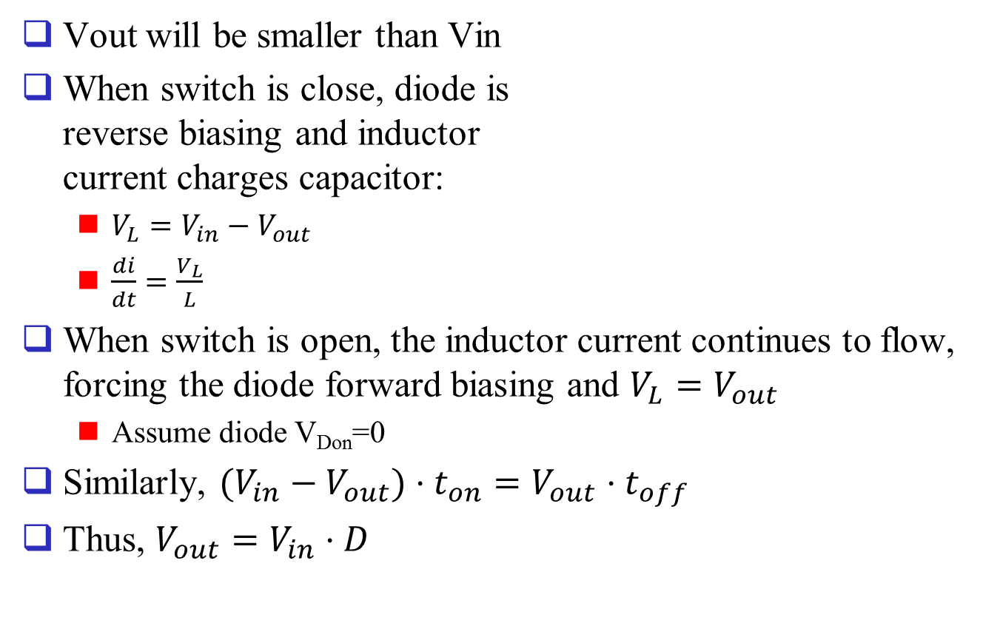 Vout will be smaller than Vin
When switch is close, diode is
reverse biasing and inductor
current charges capacitor:
$V_L = V_{in} - V_{out}$
$\frac{di}{dt} = \frac{V_L}{L}$
When switch is open, the inductor current continues to flow,
forcing the diode forward biasing and $V_L = V_{out}$
Assume diode V$_{Don}$=0
Similarly, $(V_{in} - V_{out}) \cdot t_{on} = V_{out} \cdot t_{off}$
Thus, $V_{out} = V_{in} \cdot D$